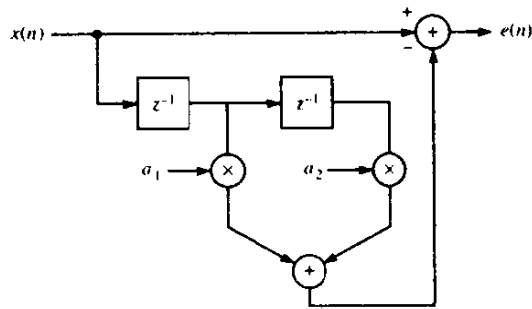 x(n)
+
−
+
e(n)
z⁻¹
z⁻¹
a₁
×
a₂
×
+